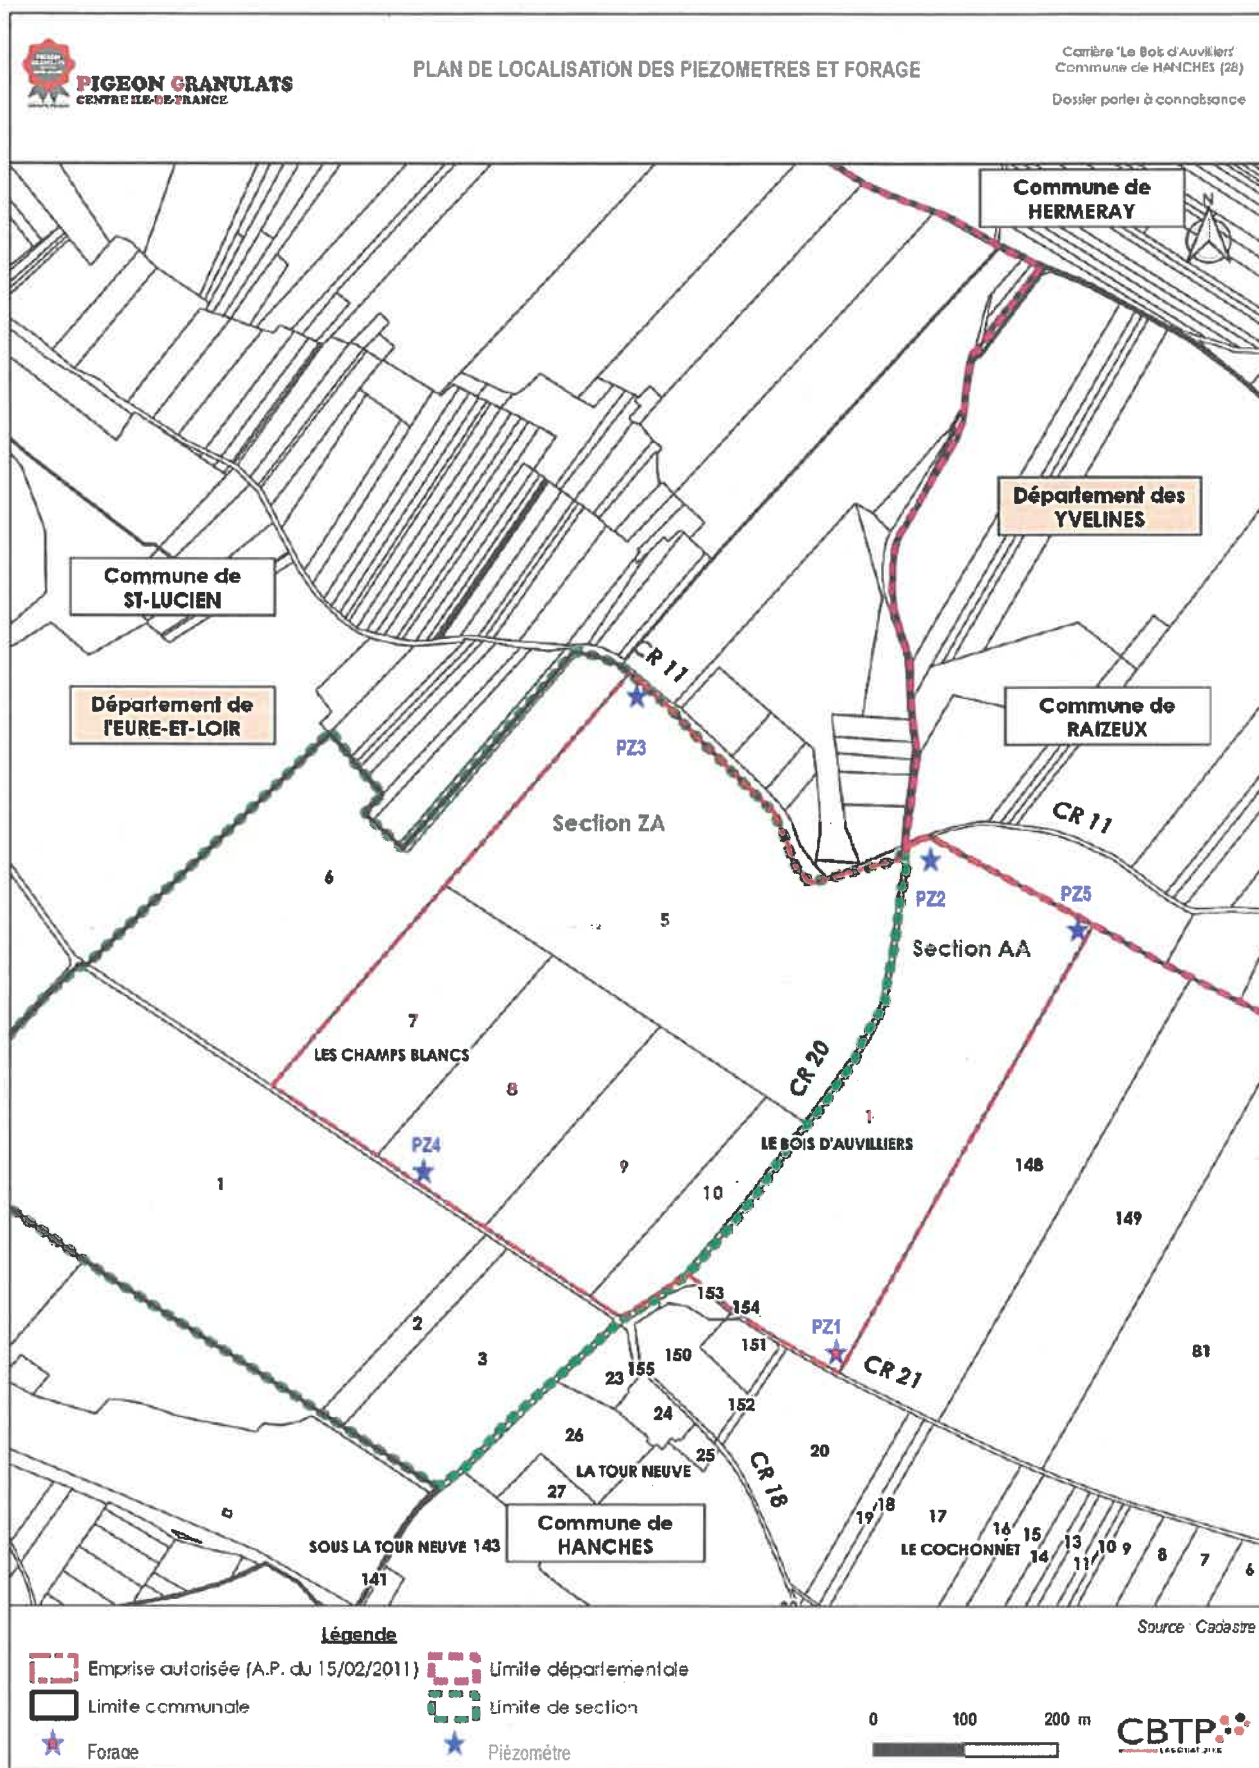 PIGEON GRANULATS
CENTRE ILE-DE-FRANCE
PLAN DE LOCALISATION DES PIEZOMETRES ET FORAGE
Carrière "Le Bois d'Auvilliers"
Commune de HANCHES (28)
Dossier porter à connaissance
Commune de
HERMERAY
N
Département des
YVELINES
Commune de
ST-LUCIEN
Département de
l'EURE-ET-LOIR
Commune de
RAIZEUX
CR 11
PZ3
Section ZA
CR 11
PZ2
PZ5
Section AA
6
5
7
LES CHAMPS BLANCS
8
CR 20
1
LE BOIS D'AUVILLIERS
PZ4
9
10
148
149
1
153
154
2
3
PZ1
151
150
155
23
CR 21
81
24
152
26
25
20
LA TOUR NEUVE
27
CR 18
19
18
17
16
15
14
13
11
10
9
8
7
6
LE COCHONNET
Commune de
HANCHES
SOUS LA TOUR NEUVE 143
141
Source : Cadastre
Légende
Emprise autorisée (A.P. du 15/02/2011)
Limite départementale
Limite communale
Limite de section
Forage
Piézomètre
0 100 200 m
CBTP